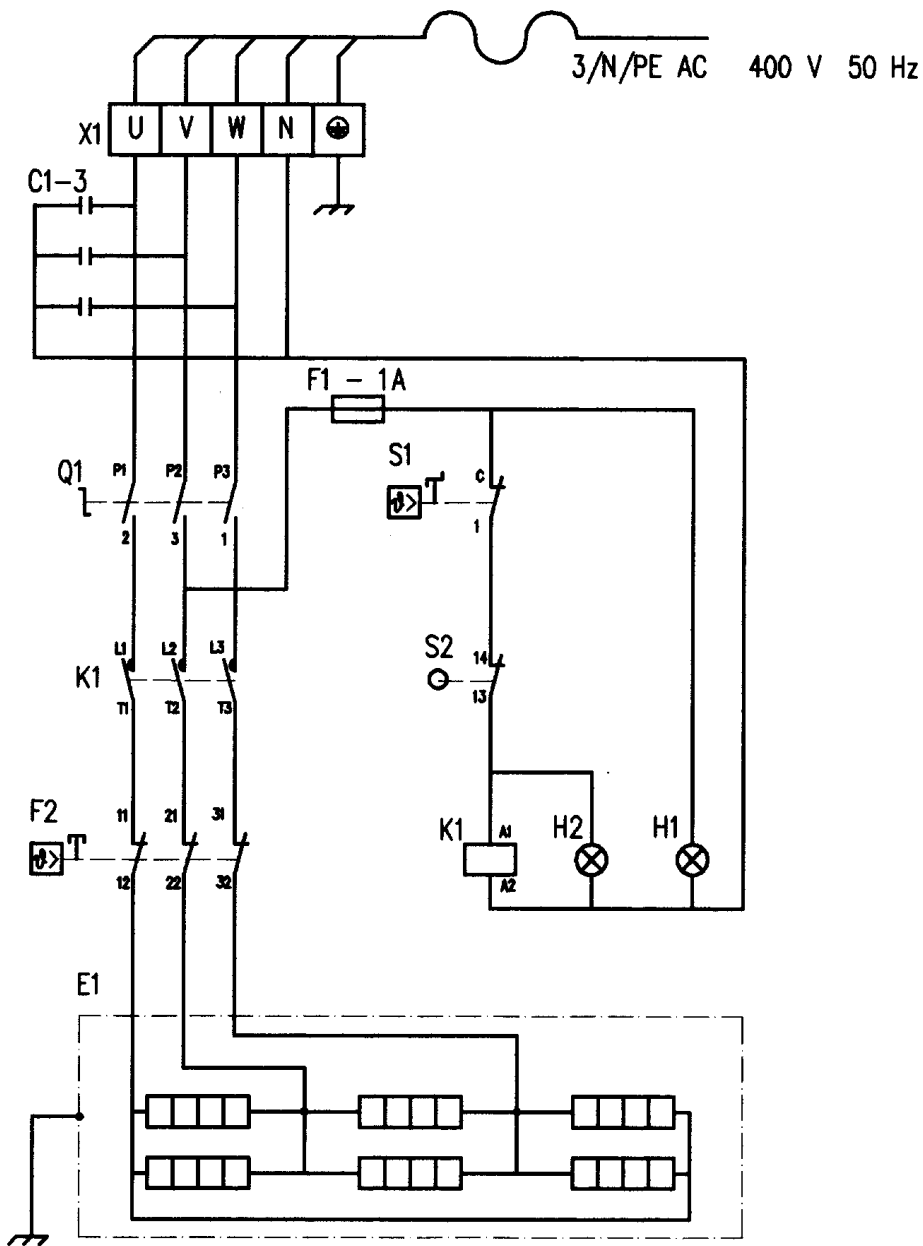 3/N/PE AC 400 V 50 Hz
X1 U V W N
C1-3
F1 - 1A
Q1 P1 P2 P3
2 3 1
S1 C
ϑ> 1
K1 L1 L2 L3
T1 T2 T3
S2 14
13
F2 11 21 31
ϑ> 12 22 32
K1 A1 H2 H1
A2
E1